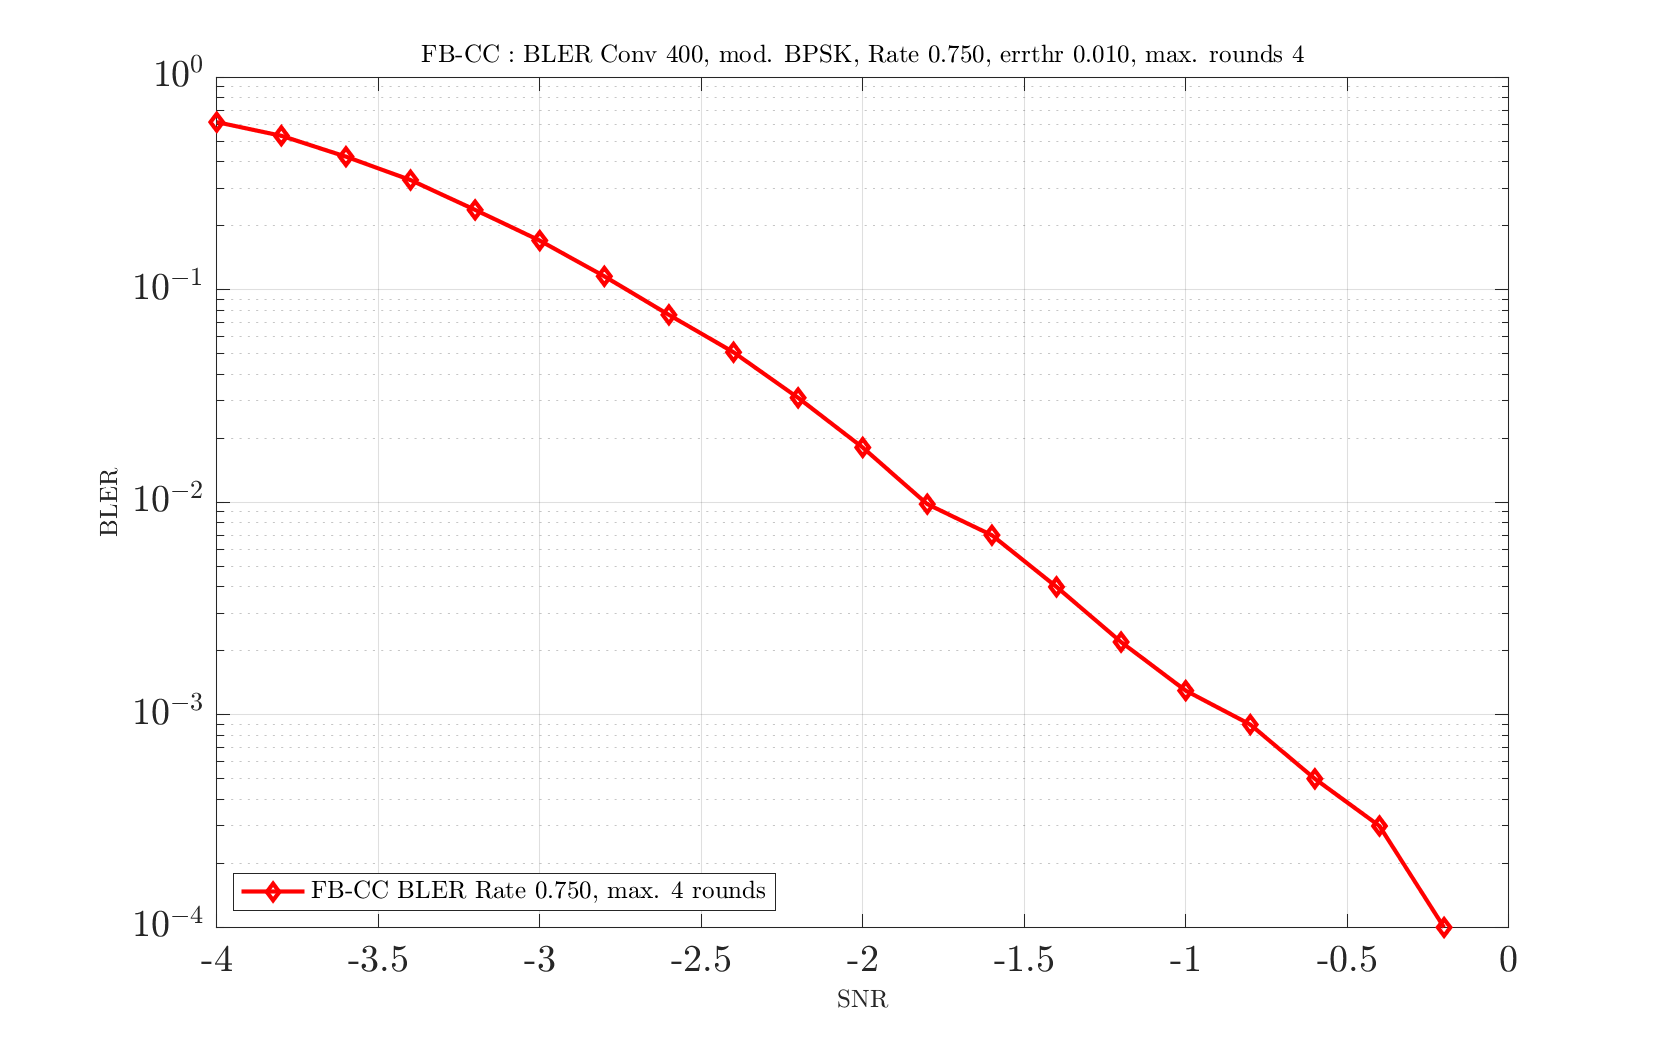 FB-CC : BLER Conv 400, mod. BPSK, Rate 0.750, errthr 0.010, max. rounds 4
10^0
10^-1
10^-2
10^-3
10^-4
BLER
FB-CC BLER Rate 0.750, max. 4 rounds
-4 -3.5 -3 -2.5 -2 -1.5 -1 -0.5 0
SNR